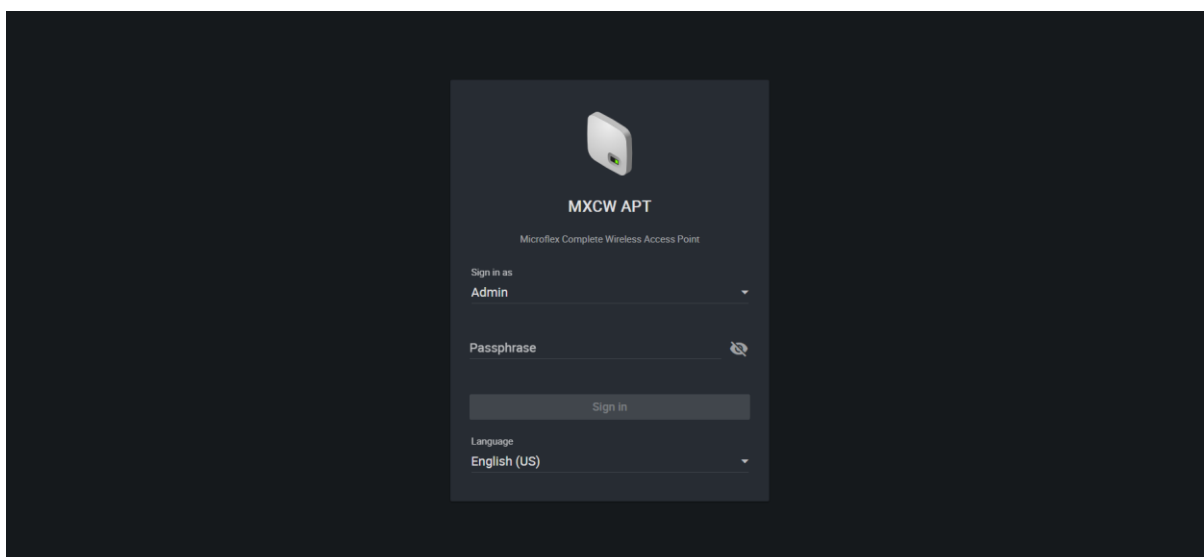 MXCW APT
Microflex Complete Wireless Access Point
Sign in as
Admin
Passphrase
Sign in
Language
English (US)